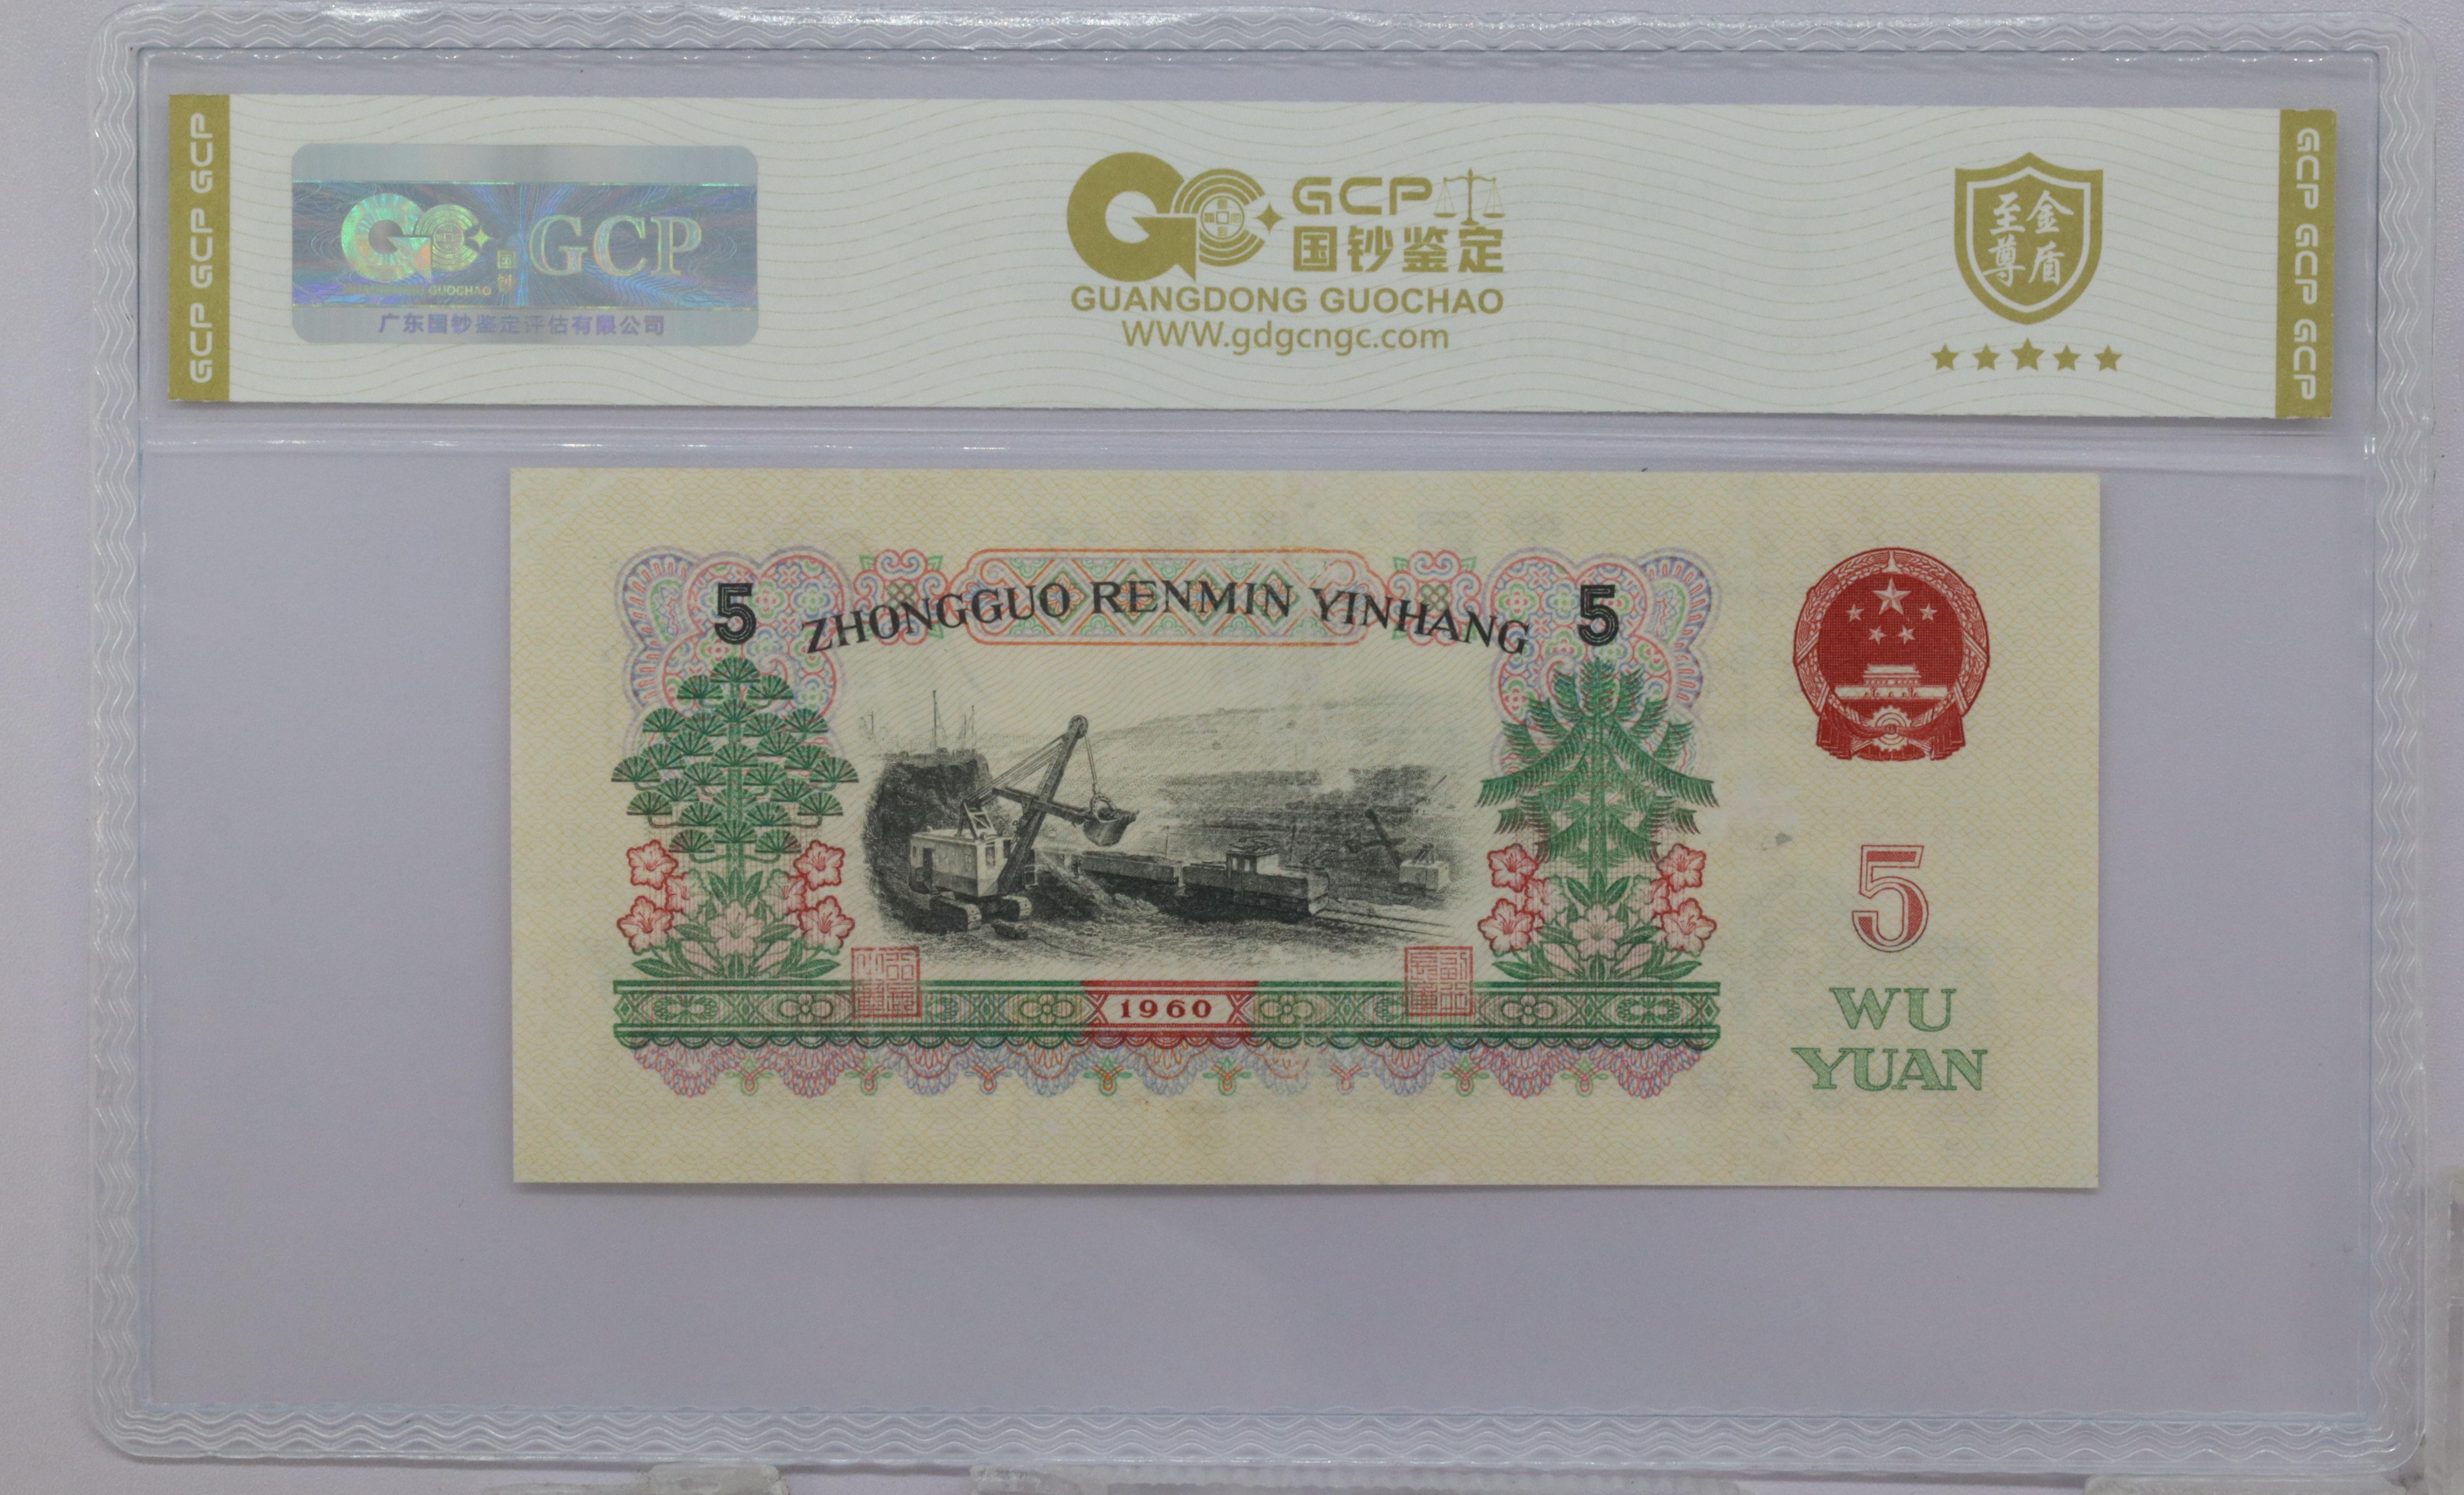 GCP GCP GCP
GCP
国钞
GUANGDONG GUOCHAO
广东国钞鉴定评估有限公司
GCP
国钞鉴定
GUANGDONG GUOCHAO
WWW.gdgcngc.com
至金
尊盾
GCP GCP GCP
5 ZHONGGUO RENMIN YINHANG 5
1960
5
WU
YUAN